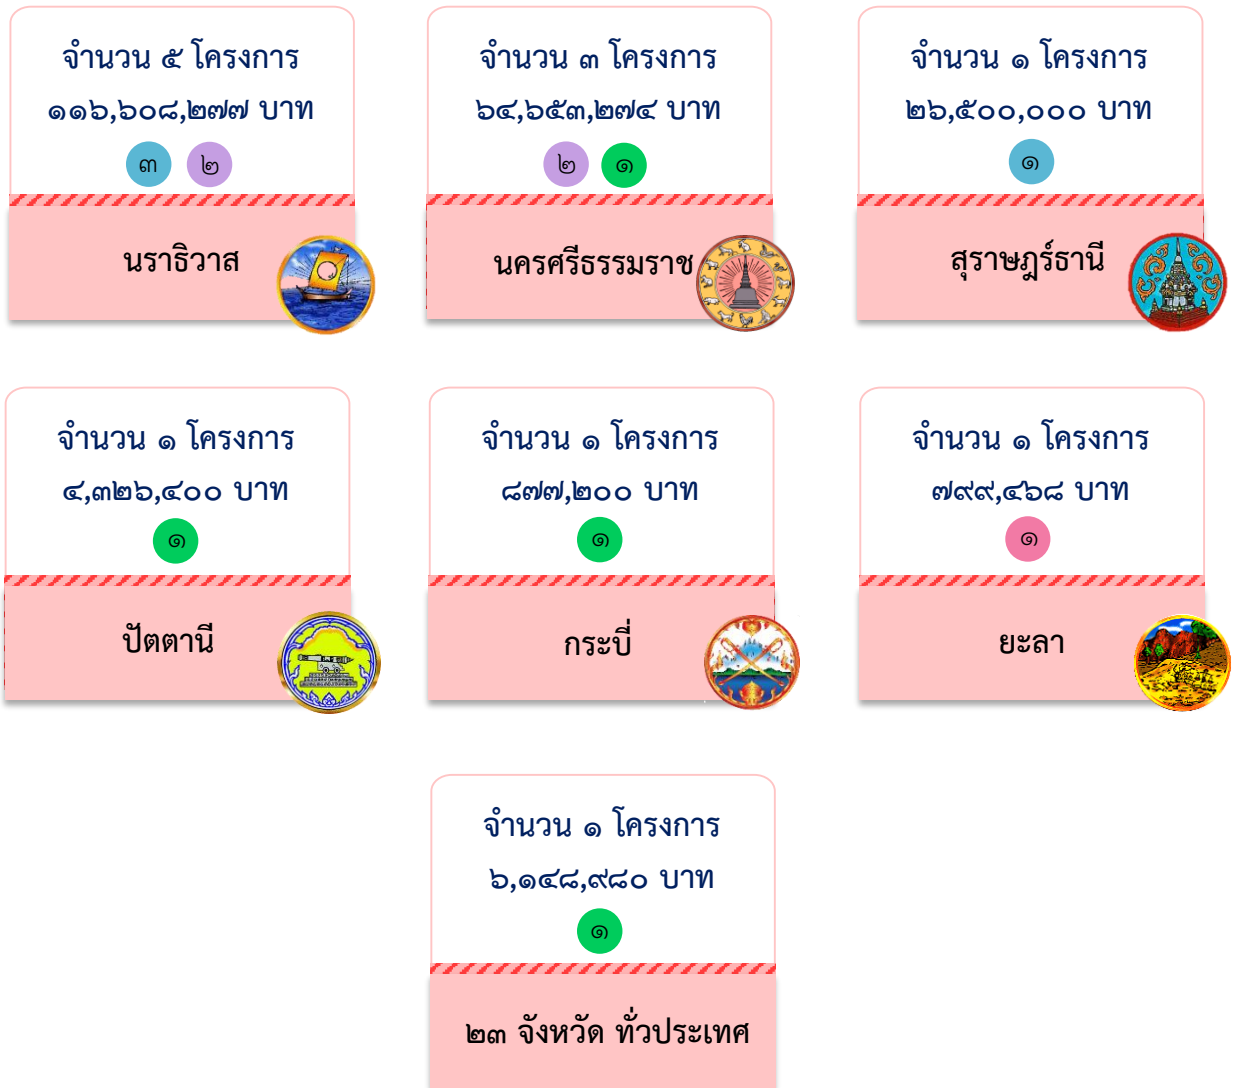 จำนวน ๕ โครงการ
๑๑๖,๖๐๘,๒๗๗ บาท
๓ ๒
นราธิวาส
จำนวน ๓ โครงการ
๖๔,๖๕๓,๒๗๔ บาท
๒ ๑
นครศรีธรรมราช
จำนวน ๑ โครงการ
๒๖,๕๐๐,๐๐๐ บาท
๑
สุราษฎร์ธานี
จำนวน ๑ โครงการ
๔,๓๒๖,๔๐๐ บาท
๑
ปัตตานี
จำนวน ๑ โครงการ
๘๗๗,๒๐๐ บาท
๑
กระบี่
จำนวน ๑ โครงการ
๗๙๙,๔๖๘ บาท
๑
ยะลา
จำนวน ๑ โครงการ
๖,๑๔๘,๙๘๐ บาท
๑
๒๓ จังหวัด ทั่วประเทศ